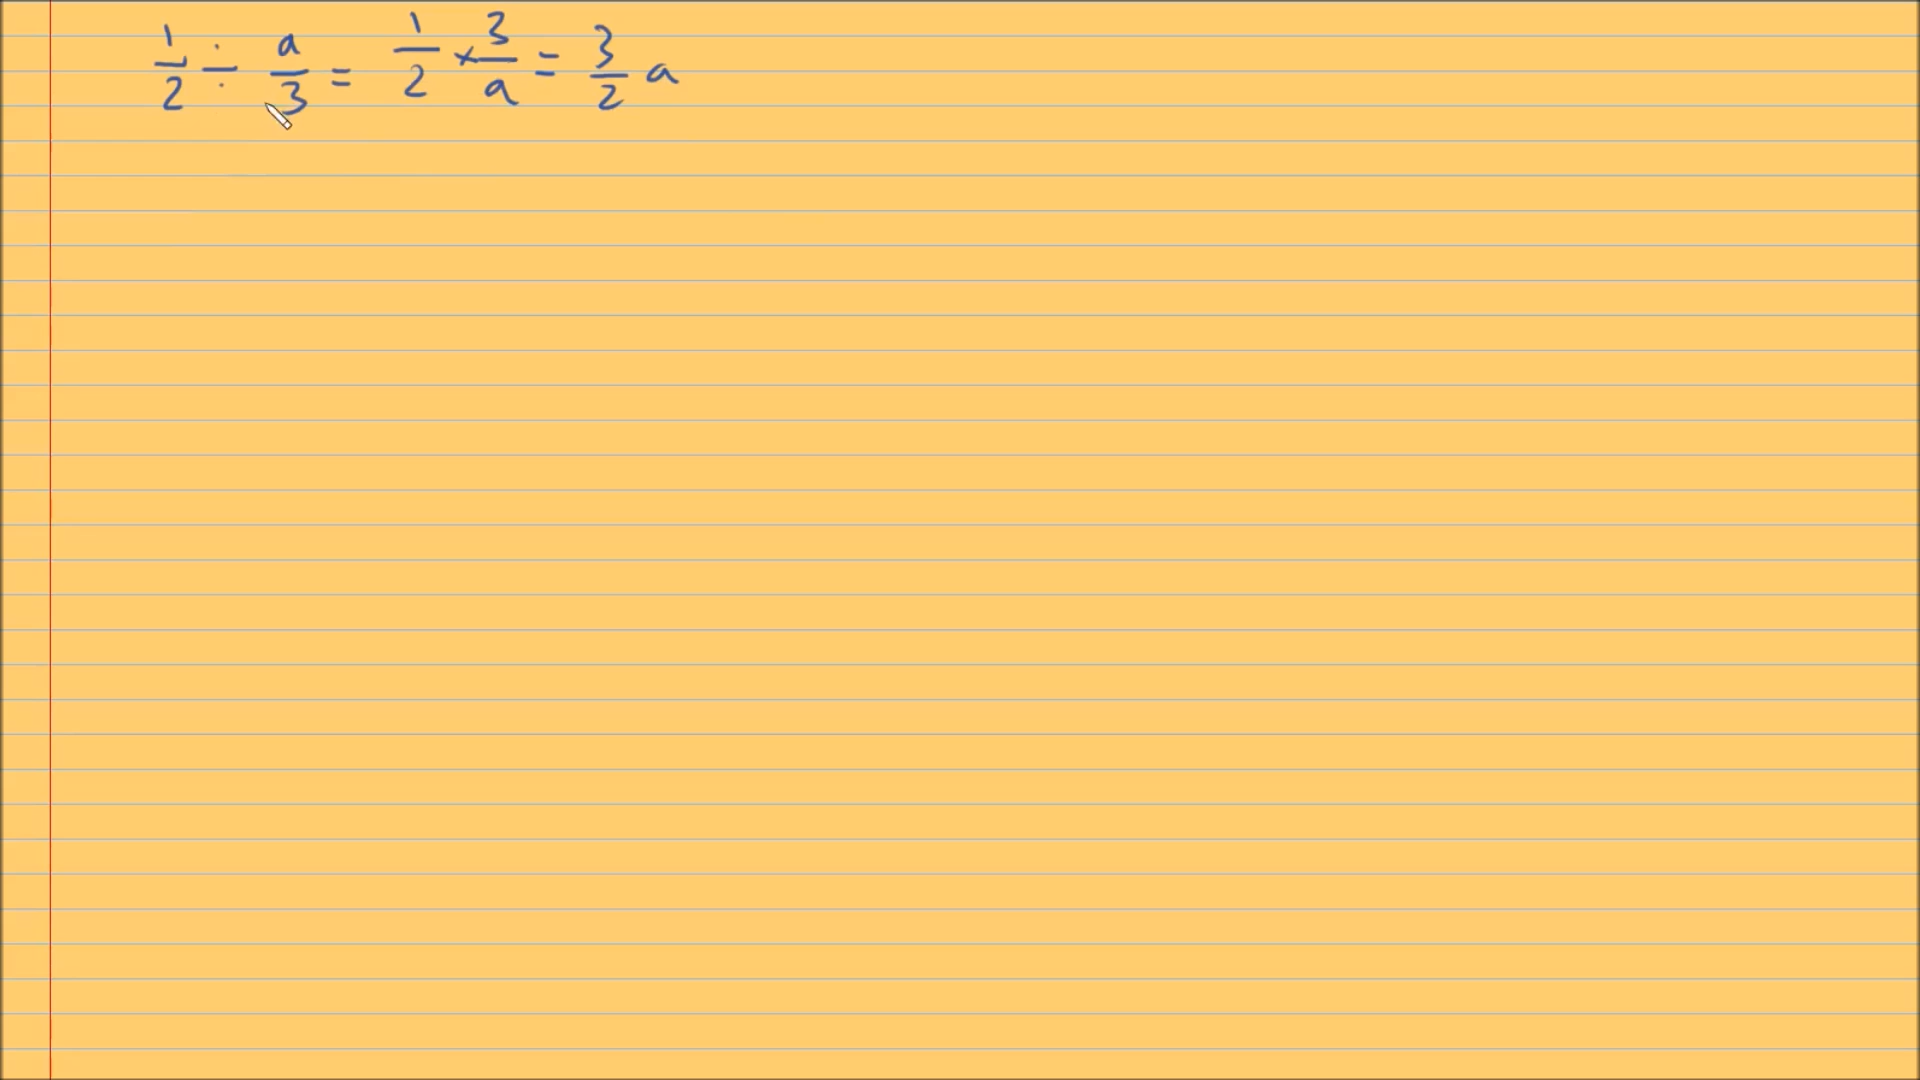 1/2 ÷ a/3 = 1/2 × 3/a = 3/2 a